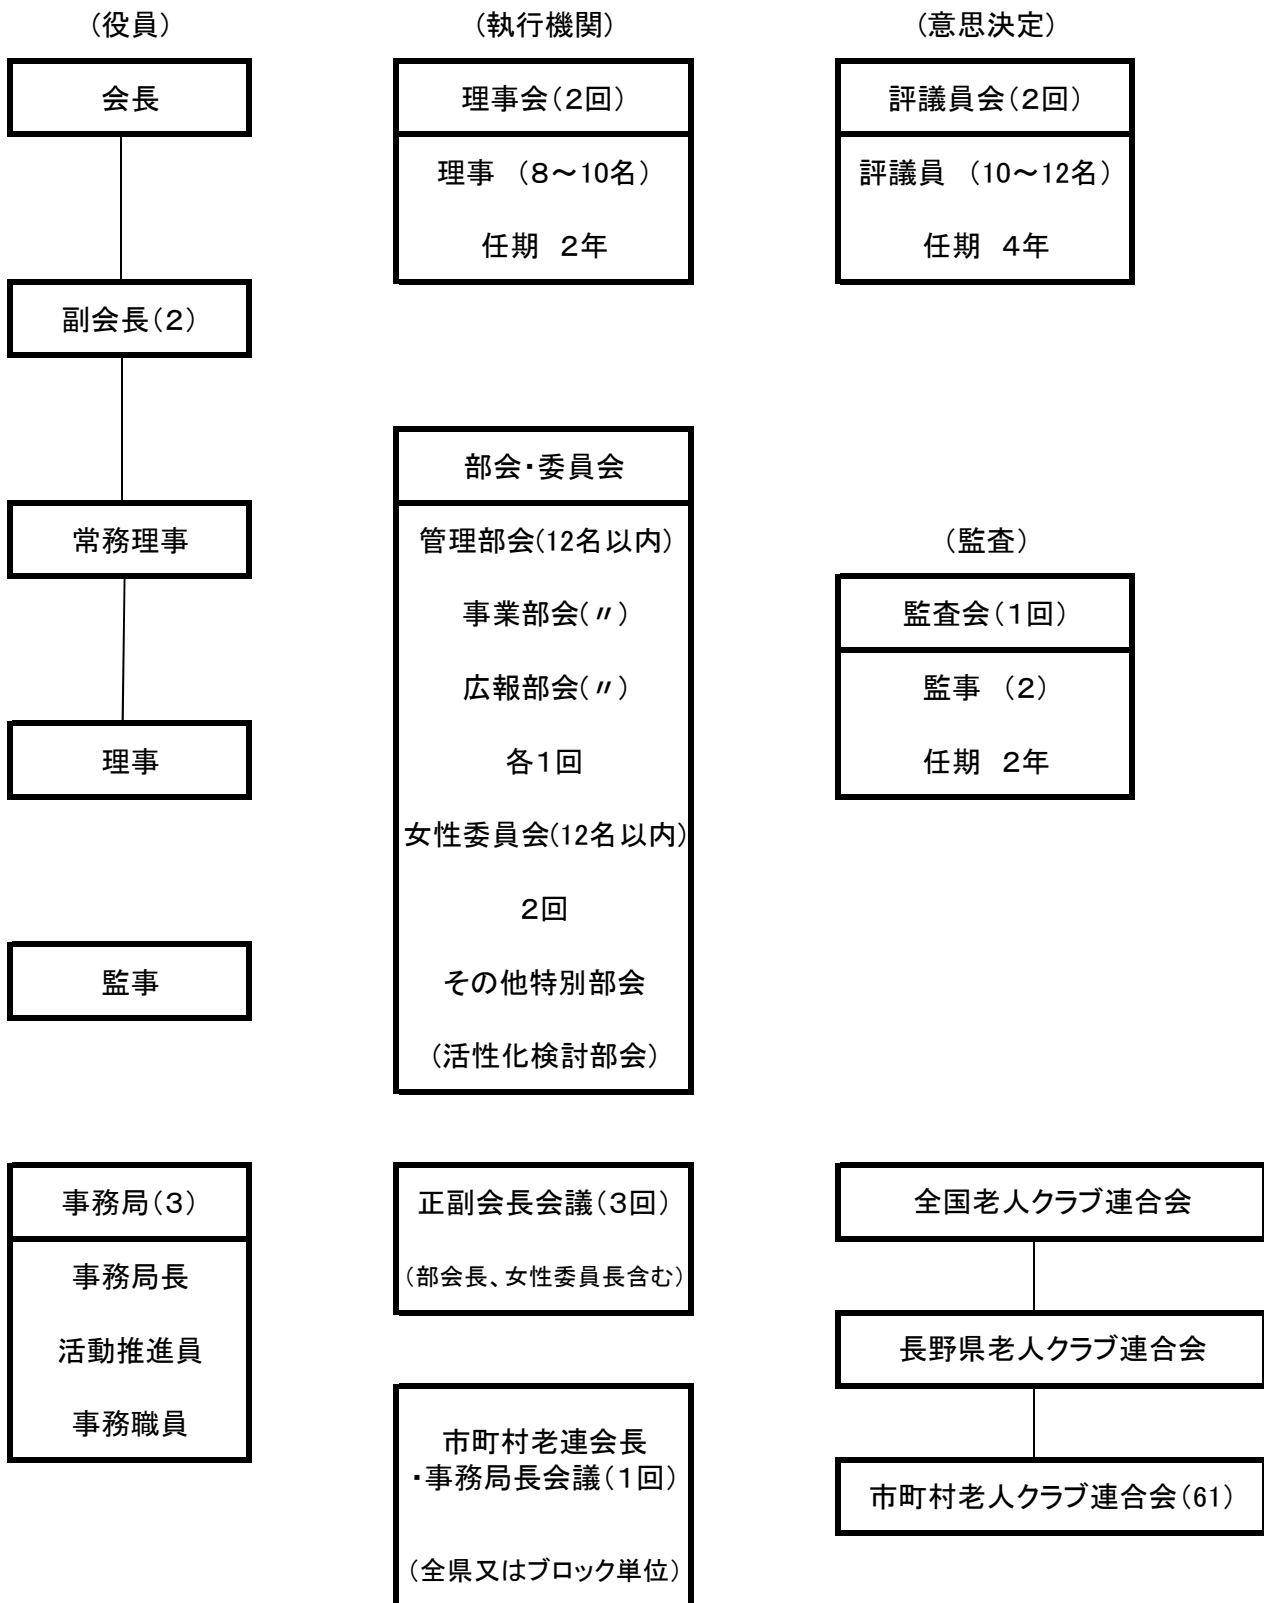 （役員）
会長
副会長（２）
常務理事
理事
監事
事務局（３）
事務局長
活動推進員
事務職員
（執行機関）
理事会（２回）
理事　（８～10名）
任期　２年
部会・委員会
管理部会(12名以内)
事業部会(〃)
広報部会(〃)
各１回
女性委員会(12名以内)
２回
その他特別部会
（活性化検討部会）
正副会長会議（３回）
（部会長、女性委員長含む）
市町村老連会長
・事務局長会議（１回）
（全県又はブロック単位）
（意思決定）
評議員会（２回）
評議員　（10～12名）
任期　４年
（監査）
監査会（１回）
監事　（２）
任期　２年
全国老人クラブ連合会
長野県老人クラブ連合会
市町村老人クラブ連合会（61）